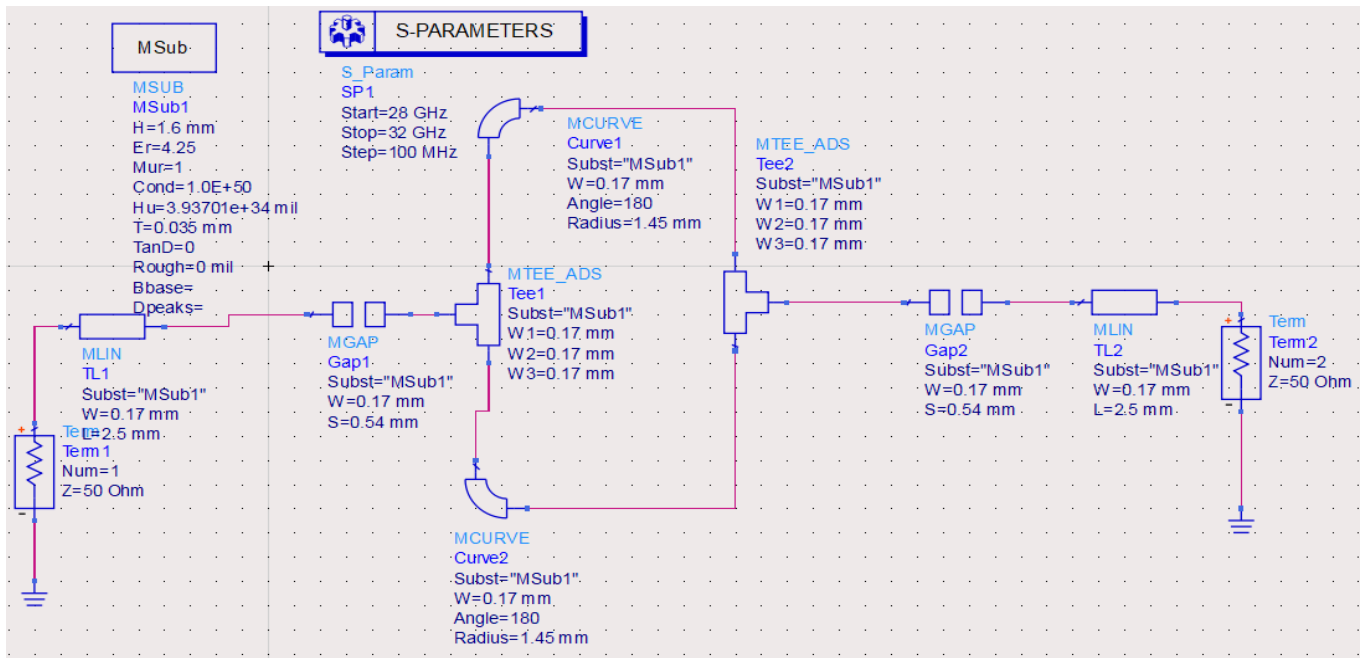 MSub
MSUB
MSub1
H=1.6 mm
Er=4.25
Mur=1
Cond=1.0E+50
Hu=3.93701e+34 mil
T=0.035 mm
TanD=0
Rough=0 mil
Bbase=
Dpeaks=
S-PARAMETERS
S_Param
SP1
Start=28 GHz
Stop=32 GHz
Step=100 MHz
MCURVE
Curve1
Subst="MSub1"
W=0.17 mm
Angle=180
Radius=1.45 mm
MTEE_ADS
Tee2
Subst="MSub1"
W1=0.17 mm
W2=0.17 mm
W3=0.17 mm
MTEE_ADS
Tee1
Subst="MSub1"
W1=0.17 mm
W2=0.17 mm
W3=0.17 mm
MLIN
TL1
Subst="MSub1"
W=0.17 mm
L=2.5 mm
+
Term
Term1
Num=1
Z=50 Ohm
-
MGAP
Gap1
Subst="MSub1"
W=0.17 mm
S=0.54 mm
MGAP
Gap2
Subst="MSub1"
W=0.17 mm
S=0.54 mm
MLIN
TL2
Subst="MSub1"
W=0.17 mm
L=2.5 mm
+
Term
Term2
Num=2
Z=50 Ohm
-
MCURVE
Curve2
Subst="MSub1"
W=0.17 mm
Angle=180
Radius=1.45 mm